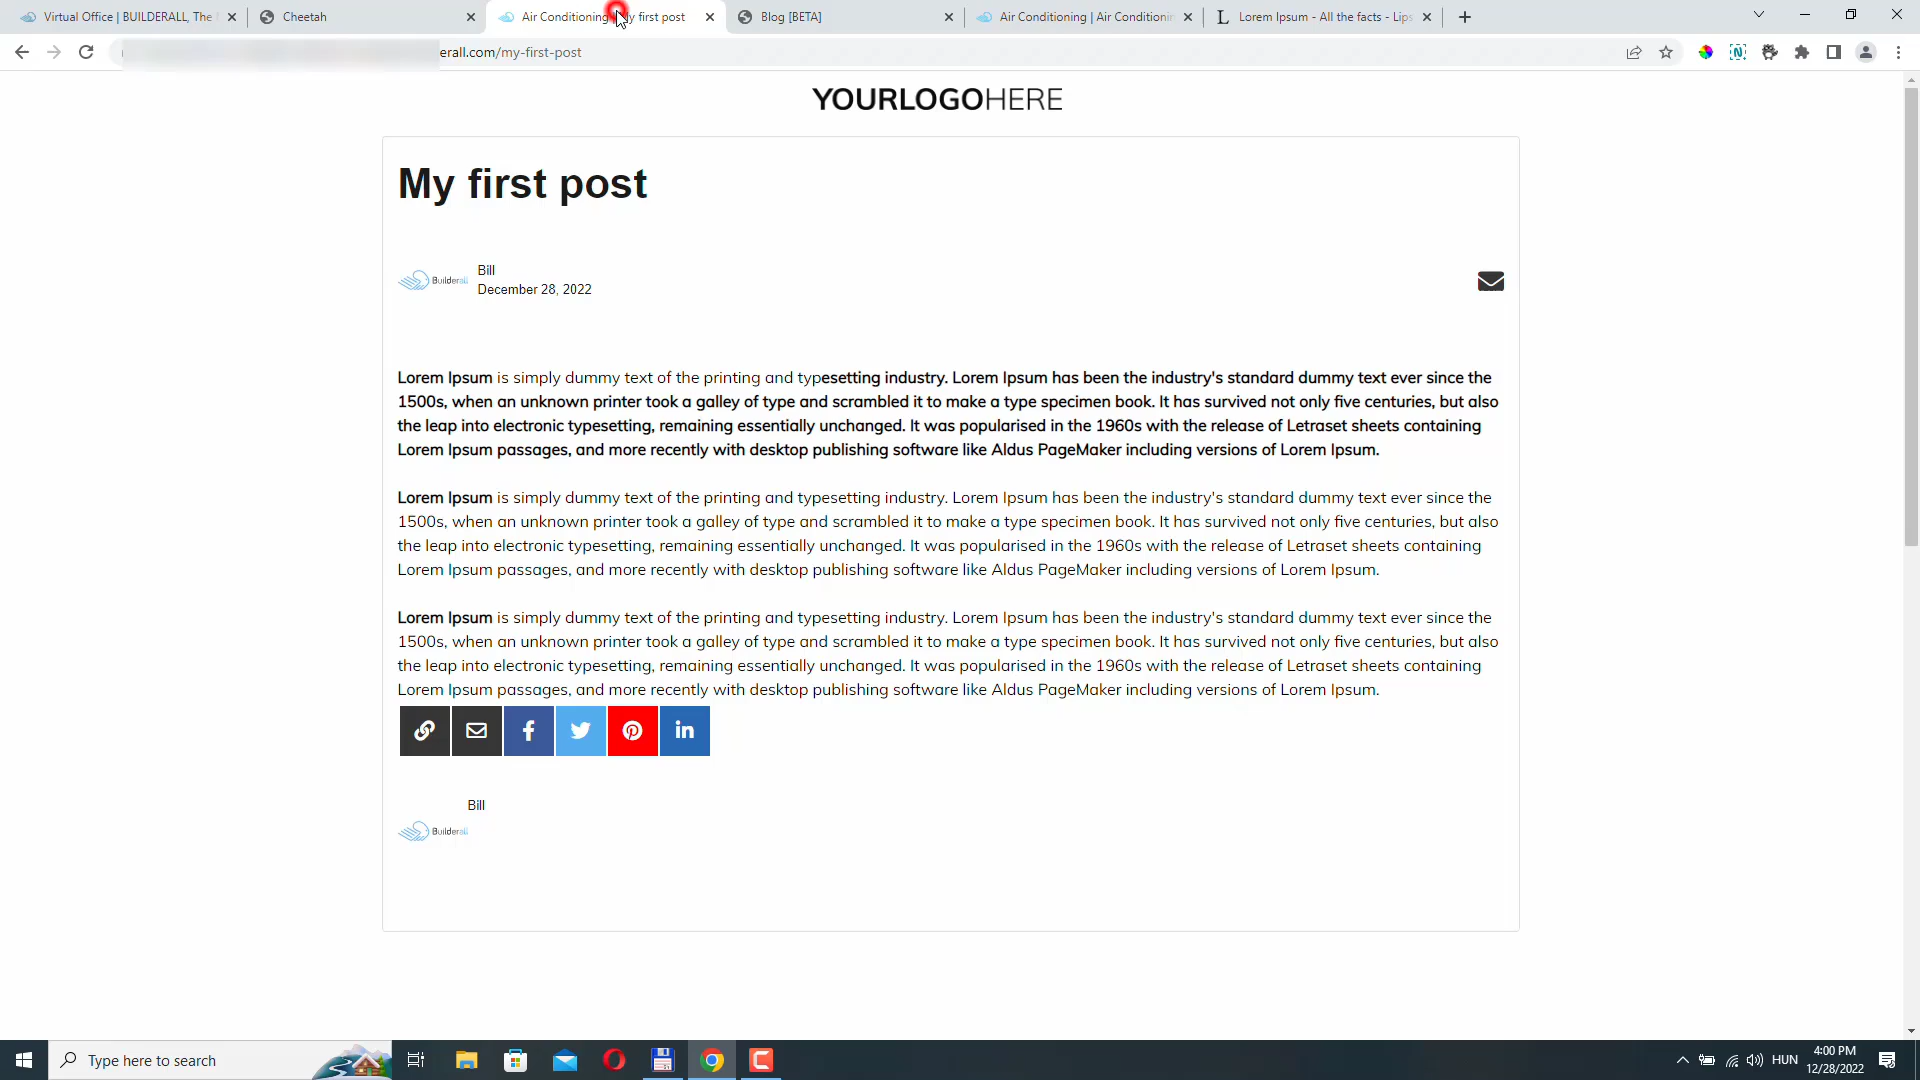 Virtual Office | BUILDERALL, The
Cheetah
Air Conditioning
My first post
Blog [BETA]
Air Conditioning | Air Conditionin
L
Lorem Ipsum - All the facts - Lips
erall.com/my-first-post
YOURLOGOHERE
My first post
Builderall
Bill
December 28, 2022
Lorem Ipsum is simply dummy text of the printing and typesetting industry. Lorem Ipsum has been the industry's standard dummy text ever since the
1500s, when an unknown printer took a galley of type and scrambled it to make a type specimen book. It has survived not only five centuries, but also
the leap into electronic typesetting, remaining essentially unchanged. It was popularised in the 1960s with the release of Letraset sheets containing
Lorem Ipsum passages, and more recently with desktop publishing software like Aldus PageMaker including versions of Lorem Ipsum.
Lorem Ipsum is simply dummy text of the printing and typesetting industry. Lorem Ipsum has been the industry's standard dummy text ever since the
1500s, when an unknown printer took a galley of type and scrambled it to make a type specimen book. It has survived not only five centuries, but also
the leap into electronic typesetting, remaining essentially unchanged. It was popularised in the 1960s with the release of Letraset sheets containing
Lorem Ipsum passages, and more recently with desktop publishing software like Aldus PageMaker including versions of Lorem Ipsum.
Lorem Ipsum is simply dummy text of the printing and typesetting industry. Lorem Ipsum has been the industry's standard dummy text ever since the
1500s, when an unknown printer took a galley of type and scrambled it to make a type specimen book. It has survived not only five centuries, but also
the leap into electronic typesetting, remaining essentially unchanged. It was popularised in the 1960s with the release of Letraset sheets containing
Lorem Ipsum passages, and more recently with desktop publishing software like Aldus PageMaker including versions of Lorem Ipsum.
Bill
Builderall
Type here to search
HUN
4:00 PM
12/28/2022